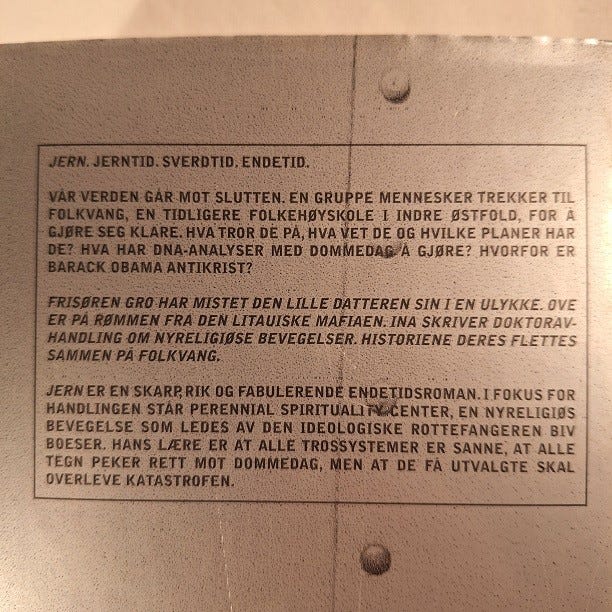 JERN. JERNTID. SVERDTID. ENDETID.
VÅR VERDEN GÅR MOT SLUTTEN. EN GRUPPE MENNESKER TREKKER TIL
FOLKVANG, EN TIDLIGERE FOLKEHØYSKOLE I INDRE ØSTFOLD, FOR Å
GJØRE SEG KLARE. HVA TROR DE PÅ, HVA VET DE OG HVILKE PLANER HAR
DE? HVA HAR DNA-ANALYSER MED DOMMEDAG Å GJØRE? HVORFOR ER
BARACK OBAMA ANTIKRIST?
FRISØREN GRO HAR MISTET DEN LILLE DATTEREN SIN I EN ULYKKE. OVE
ER PÅ RØMMEN FRA DEN LITAUISKE MAFIAEN. INA SKRIVER DOKTORAV-
HANDLING OM NYRELIGIØSE BEVEGELSER. HISTORIENE DERES FLETTES
SAMMEN PÅ FOLKVANG.
JERN ER EN SKARP, RIK OG FABULERENDE ENDETIDSROMAN. I FOKUS FOR
HANDLINGEN STÅR PERENNIAL SPIRITUALITY CENTER, EN NYRELIGIØS
BEVEGELSE SOM LEDES AV DEN IDEOLOGISKE ROTTEFANGEREN BIV
BOESER. HANS LÆRE ER AT ALLE TROSSYSTEMER ER SANNE, AT ALLE
TEGN PEKER RETT MOT DOMMEDAG, MEN AT DE FÅ UTVALGTE SKAL
OVERLEVE KATASTROFEN.